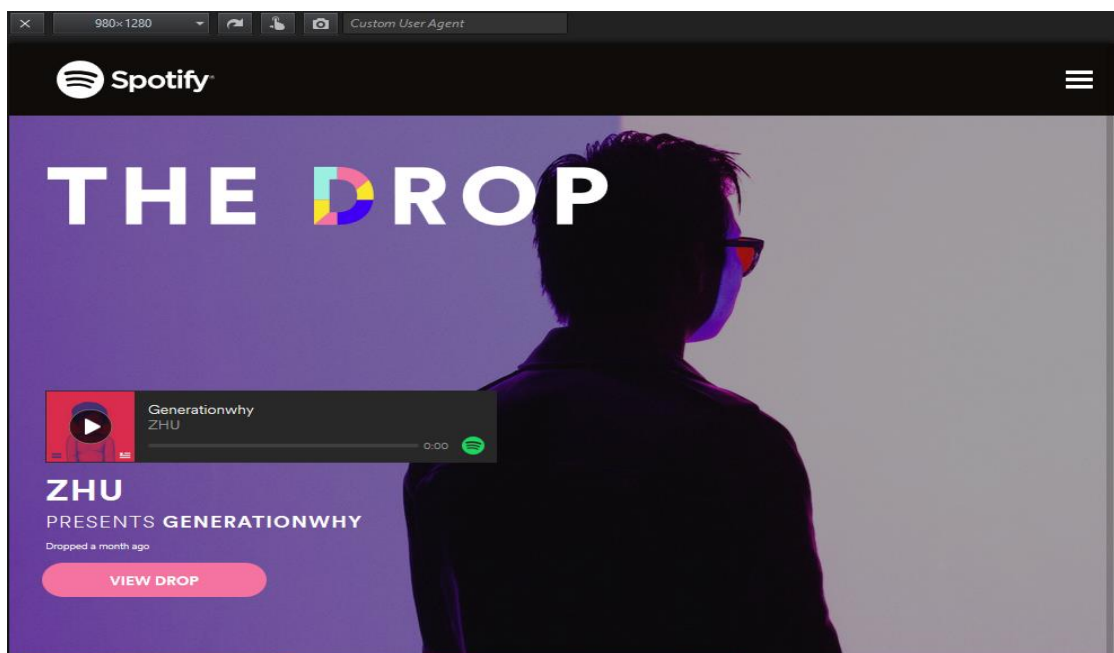 980×1280
Custom User Agent
Spotify®
THE DROP
Generationwhy
ZHU
0:00
ZHU
PRESENTS GENERATIONWHY
Dropped a month ago
VIEW DROP